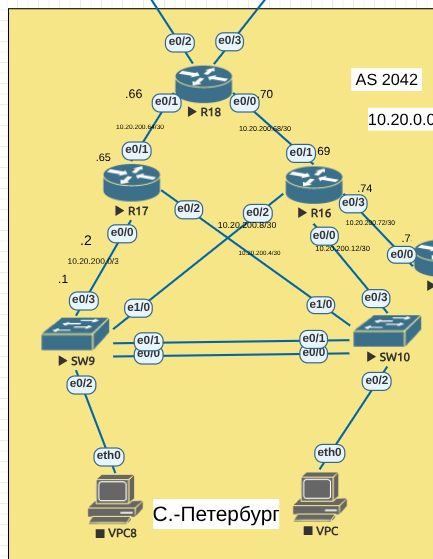 e0/2 e0/3
AS 2042
.66 e0/1 e0/0 .70
R18
10.20.0.0
10.20.200.64/30 10.20.200.68/30
e0/1 e0/1 .69
.65 .74
R17 R16 e0/3
e0/2 e0/2 10.20.200.72/30
10.20.200.8/30
e0/0 e0/0 .7
.2 10.20.200.12/30
10.20.200.4/30 e0/0
10.20.200.0/3
.1
e0/3 e1/0 e1/0 e0/3
e0/1 e0/1
SW9 e0/0 e0/0 SW10
e0/2 e0/2
eth0 eth0
VPC8 С.-Петербург VPC